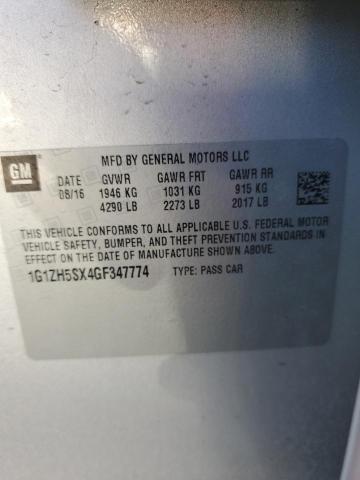 GM
MFD BY GENERAL MOTORS LLC
08/16 GVWR GAWR FRT GAWR RR
1946 KG 1031 KG 915 KG
4290 LB 2273 LB 2017 LB
THIS VEHICLE CONFORMS TO ALL APPLICABLE U.S. FEDERAL MOTOR
VEHICLE SAFETY, BUMPER, AND THEFT PREVENTION STANDARDS IN
EFFECT ON THE DATE OF MANUFACTURE SHOWN ABOVE.
1G1ZH5SX4GF347774 TYPE: PASS CAR